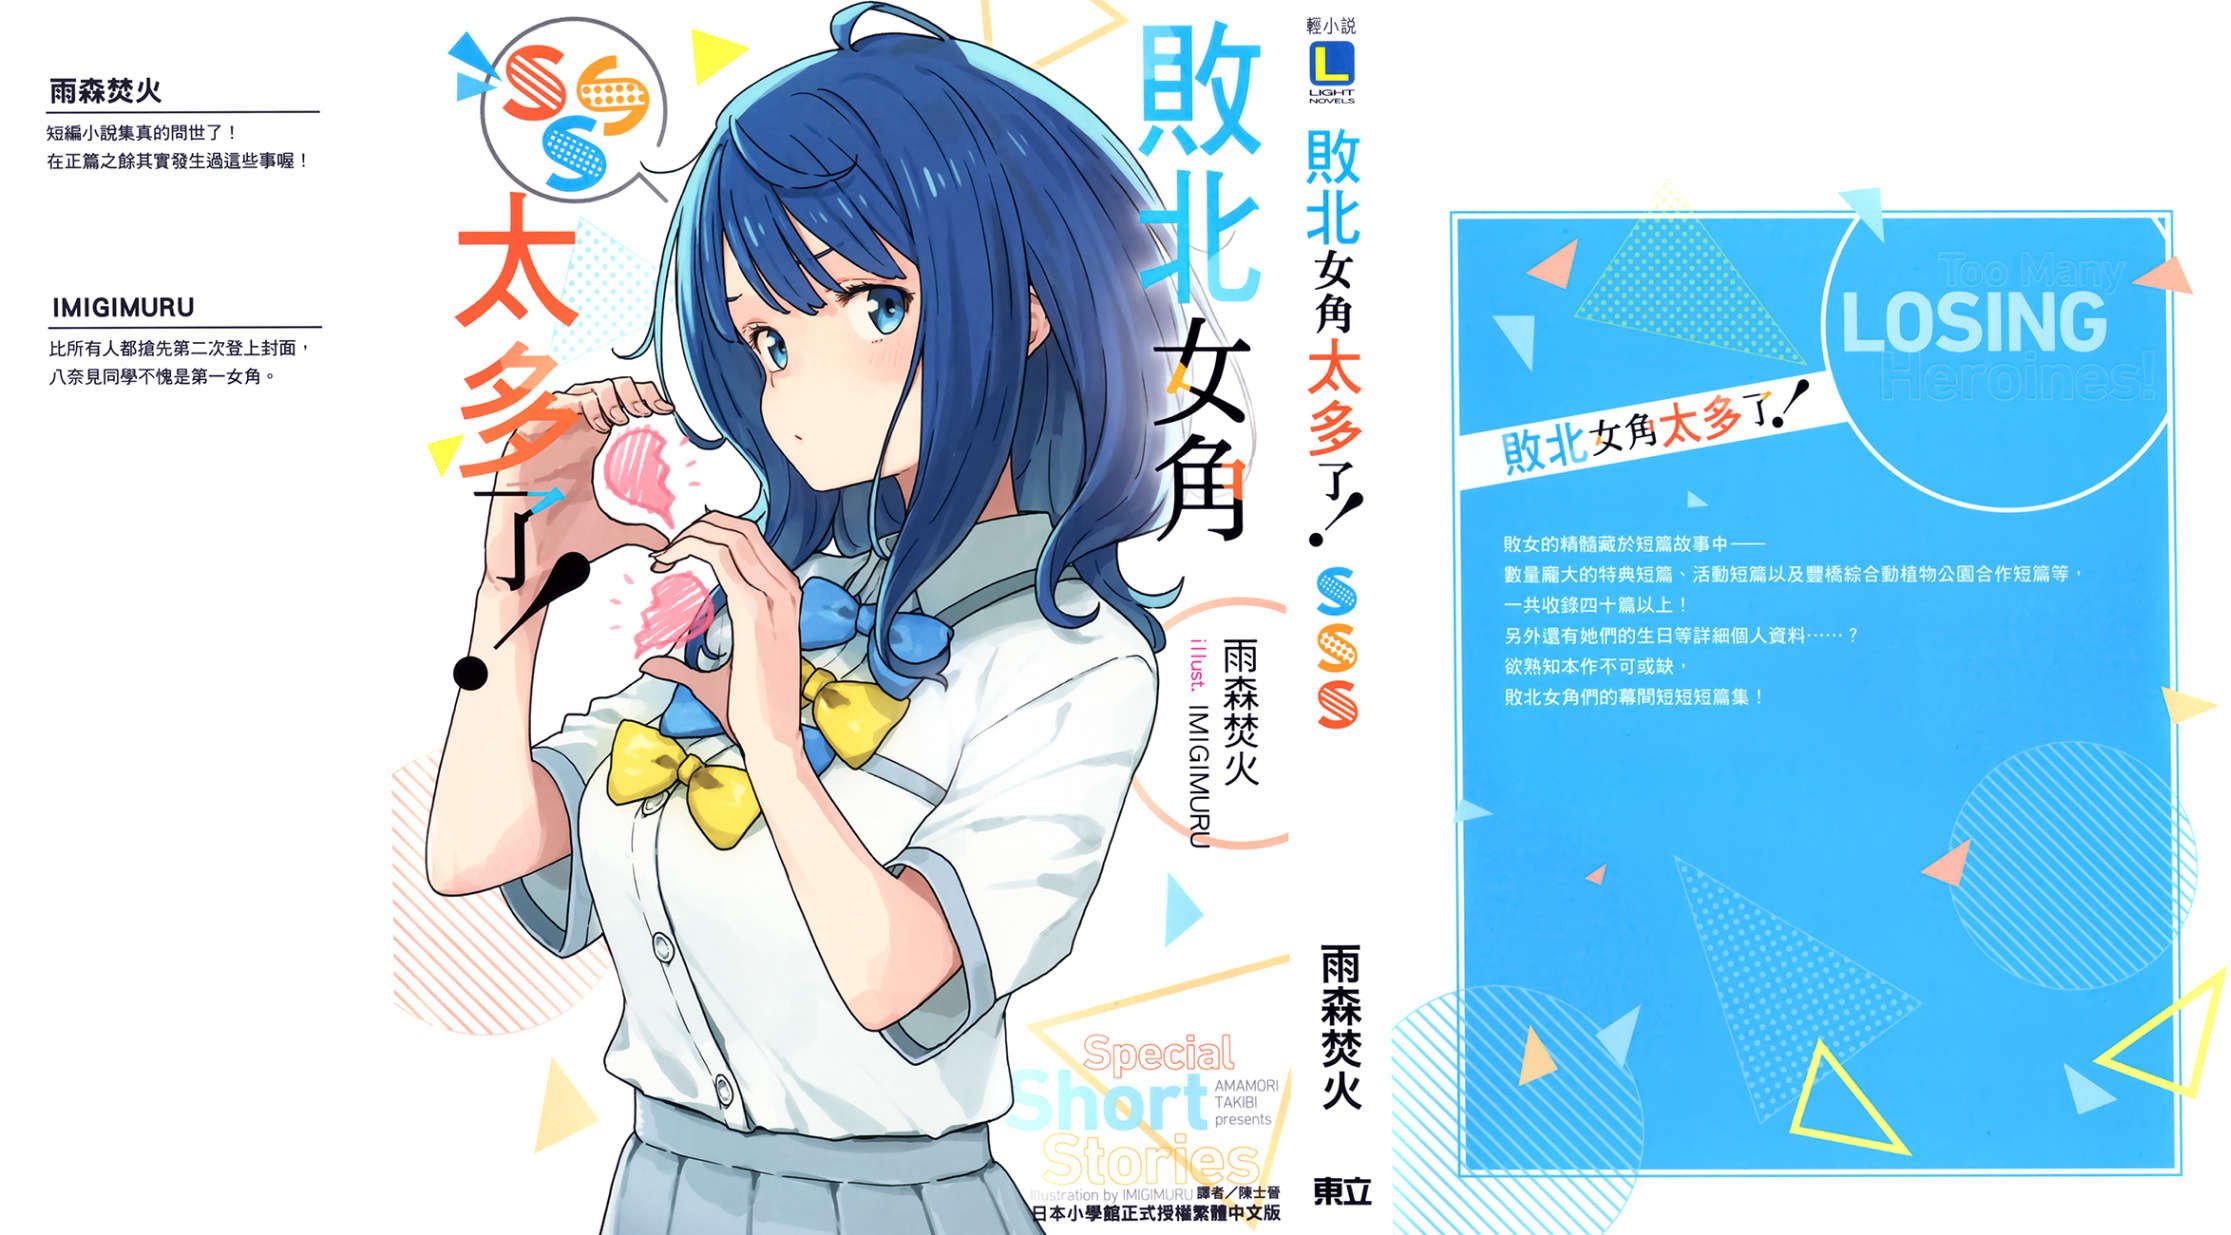 雨森焚火
短編小說集真的問世了！
在正篇之餘其實發生過這些事喔！
IMIGIMURU
比所有人都搶先第二次登上封面，
八奈見同學不愧是第一女角。
敗北女角
太多了！
SSS
雨森焚火
illust. IMIGIMURU
Special
Short
Stories
AMAMORI
TAKIBI
presents
Illustration by IMIGIMURU 譯者／陳士晉
日本小學館正式授權繁體中文版
輕小說
L
LIGHT
NOVELS
敗北女角太多了！SSS
雨森焚火
東立
Too Many
LOSING
Heroines!
敗北女角太多了！
敗女的精髓藏於短篇故事中——
數量龐大的特典短篇、活動短篇以及豐橋綜合動植物公園合作短篇等，
一共收錄四十篇以上！
另外還有她們的生日等詳細個人資料……？
欲熟知本作不可或缺，
敗北女角們的幕間短短短篇集！